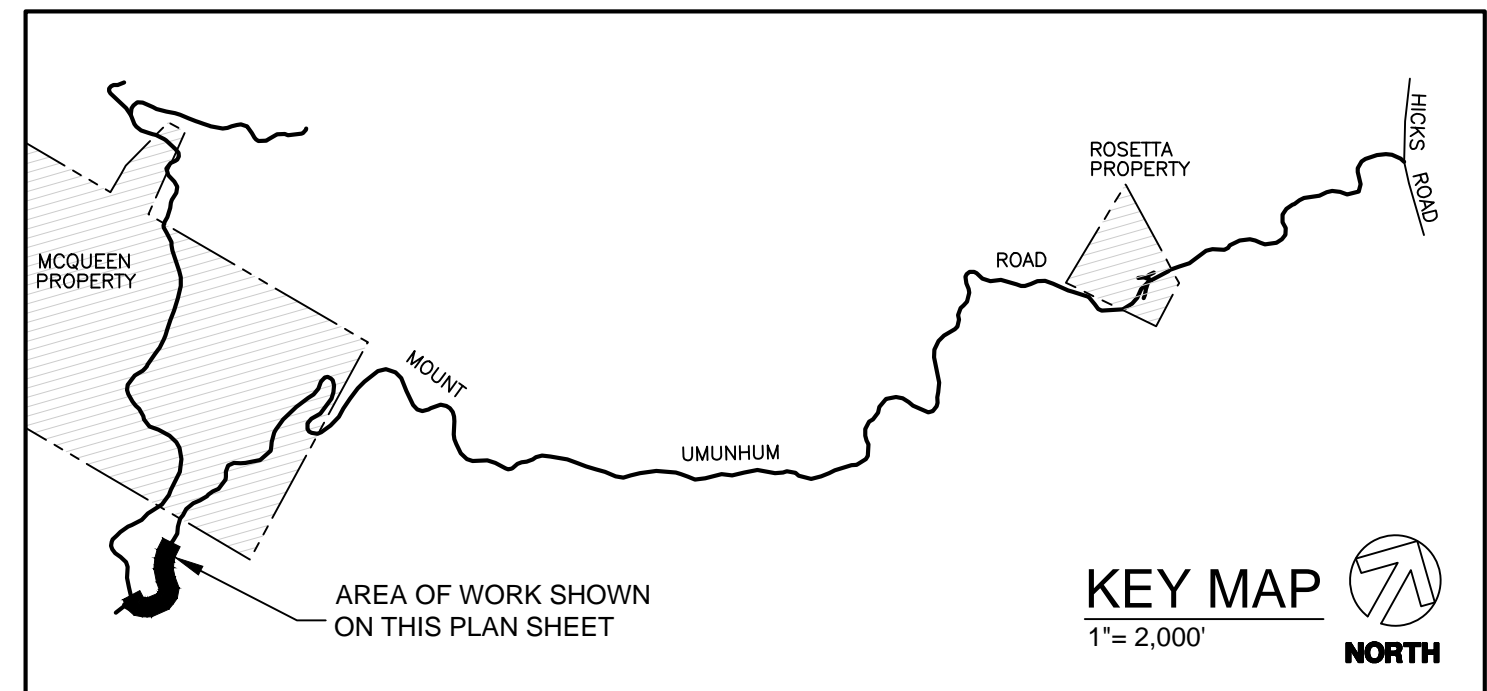 HICKS
ROAD
ROSETTA
PROPERTY
MCQUEEN
PROPERTY
ROAD
MOUNT
UMUNHUM
AREA OF WORK SHOWN
ON THIS PLAN SHEET
KEY MAP
1"= 2,000'
NORTH